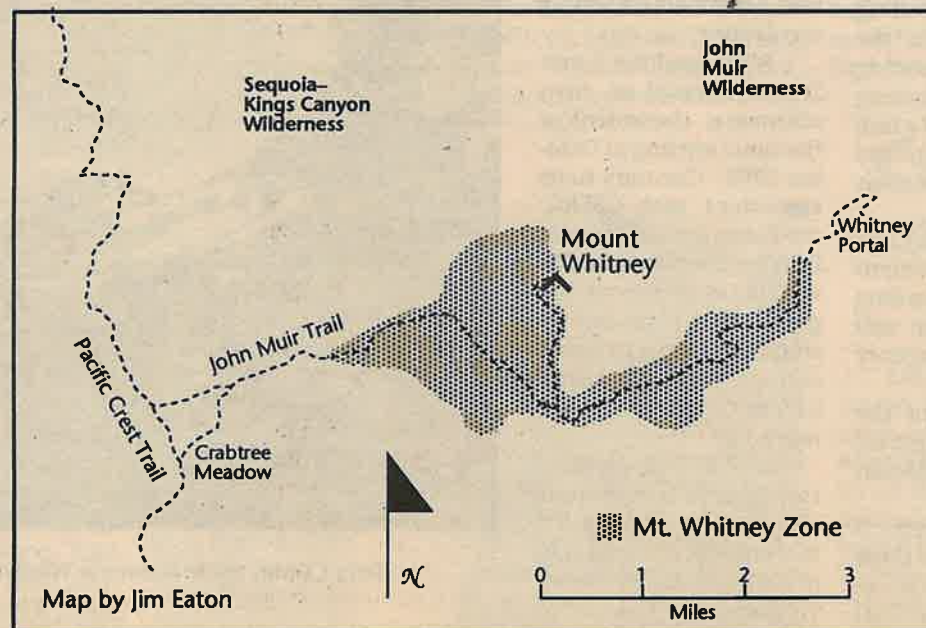 Sequoia–
Kings Canyon
Wilderness
John
Muir
Wilderness
Whitney
Portal
Mount
Whitney
John Muir Trail
Pacific Crest Trail
Crabtree
Meadow
N
Mt. Whitney Zone
0 1 2 3
Miles
Map by Jim Eaton